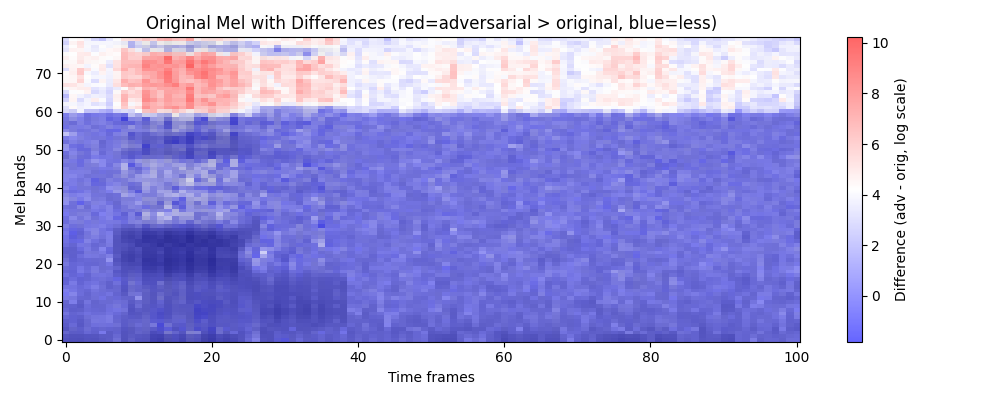 Original Mel with Differences (red=adversarial > original, blue=less)
Mel bands
70
60
50
40
30
20
10
0
0 20 40 60 80 100
Time frames
10
8
6
4
2
0
Difference (adv - orig, log scale)